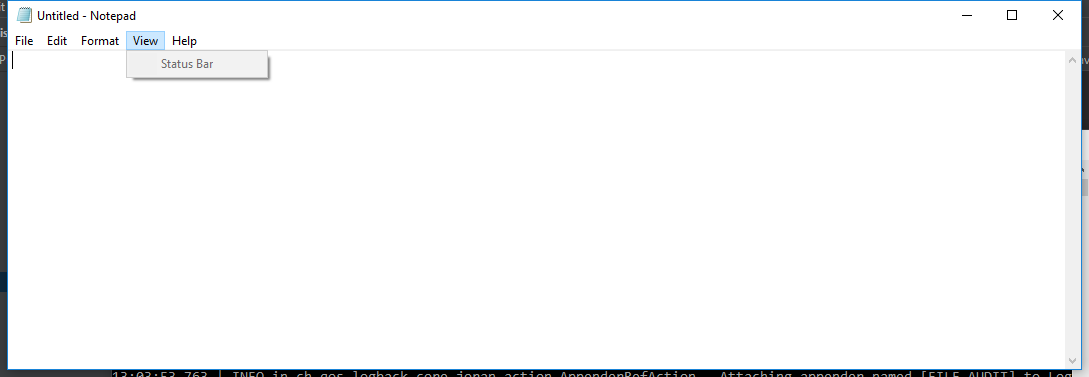 Untitled - Notepad
File Edit Format View Help
Status Bar
13:03:53.763 | INFO in ch.qos.logback.core.joran.action.AppenderRefAction - Attaching appender named [FILE_AUDIT] to Log